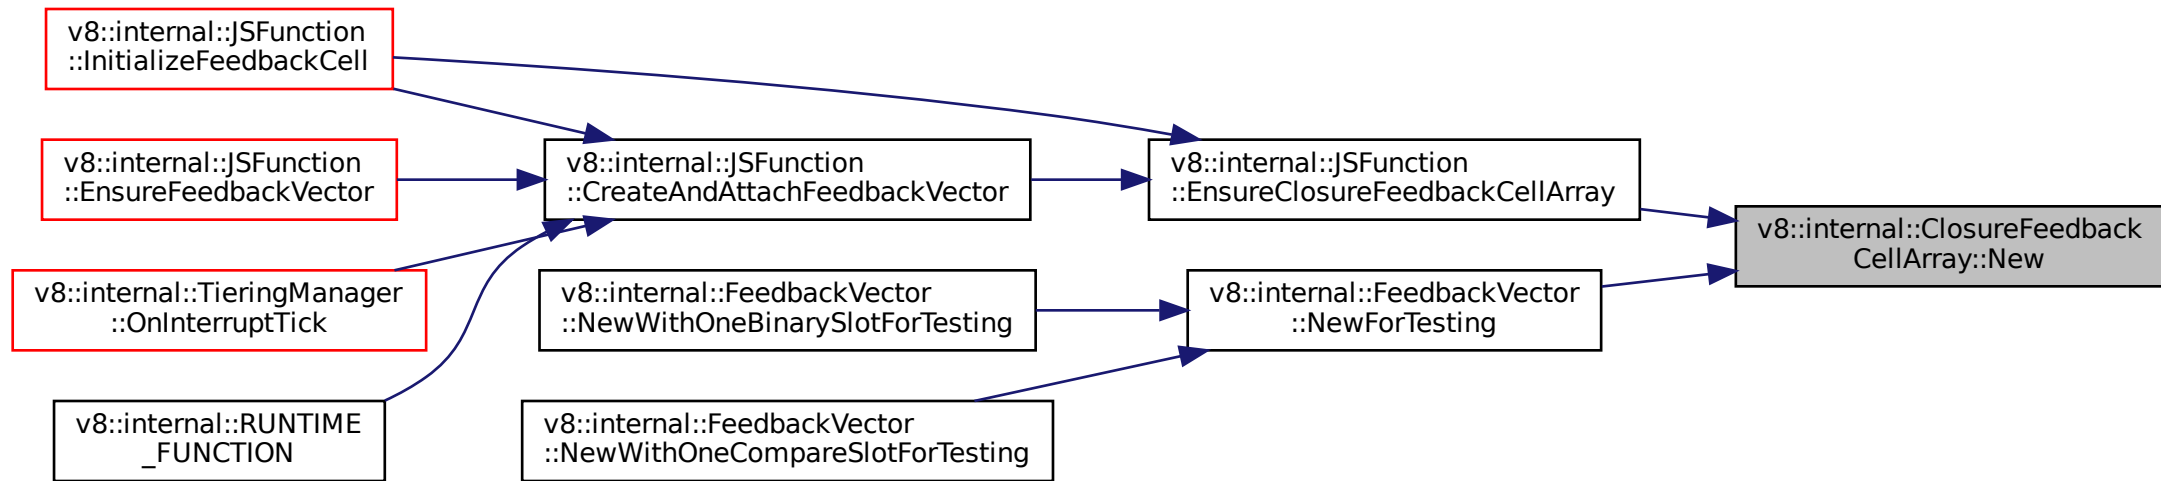 v8::internal::JSFunction
::InitializeFeedbackCell
v8::internal::JSFunction
::EnsureFeedbackVector
v8::internal::TieringManager
::OnInterruptTick
v8::internal::RUNTIME
_FUNCTION
v8::internal::JSFunction
::CreateAndAttachFeedbackVector
v8::internal::FeedbackVector
::NewWithOneBinarySlotForTesting
v8::internal::FeedbackVector
::NewWithOneCompareSlotForTesting
v8::internal::JSFunction
::EnsureClosureFeedbackCellArray
v8::internal::FeedbackVector
::NewForTesting
v8::internal::ClosureFeedback
CellArray::New